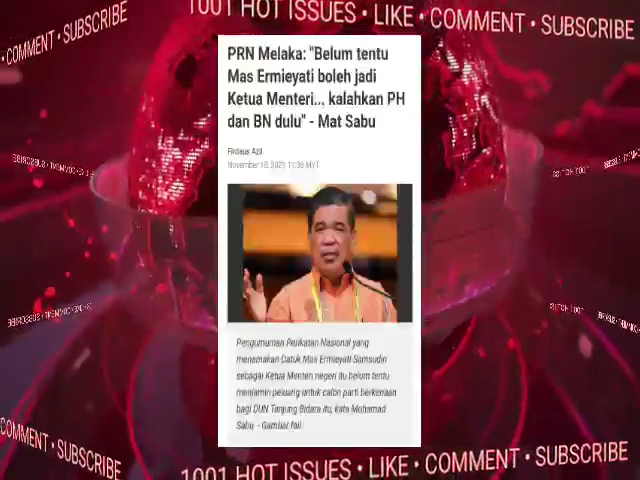 1001 HOT ISSUES • LIKE • COMMENT • SUBSCRIBE
• COMMENT • SUBSCRIBE
PRN Melaka: "Belum tentu
Mas Ermieyati boleh jadi
Ketua Menteri... kalahkan PH
dan BN dulu" - Mat Sabu
Firdaus Azil
November 18, 2021 11:36 MYT
Pengumuman Perikatan Nasional yang
menamakan Datuk Mas Ermieyati Samsudin
sebagai Ketua Menteri negeri itu belum tentu
menjamin peluang untuk calon parti berkenaan
bagi DUN Tanjung Bidara itu, kata Mohamad
Sabu. - Gambar fail
COMMENT • SUBSCRIBE
1001 HOT ISSUES • LIKE • COMMENT • SUBSCRIBE